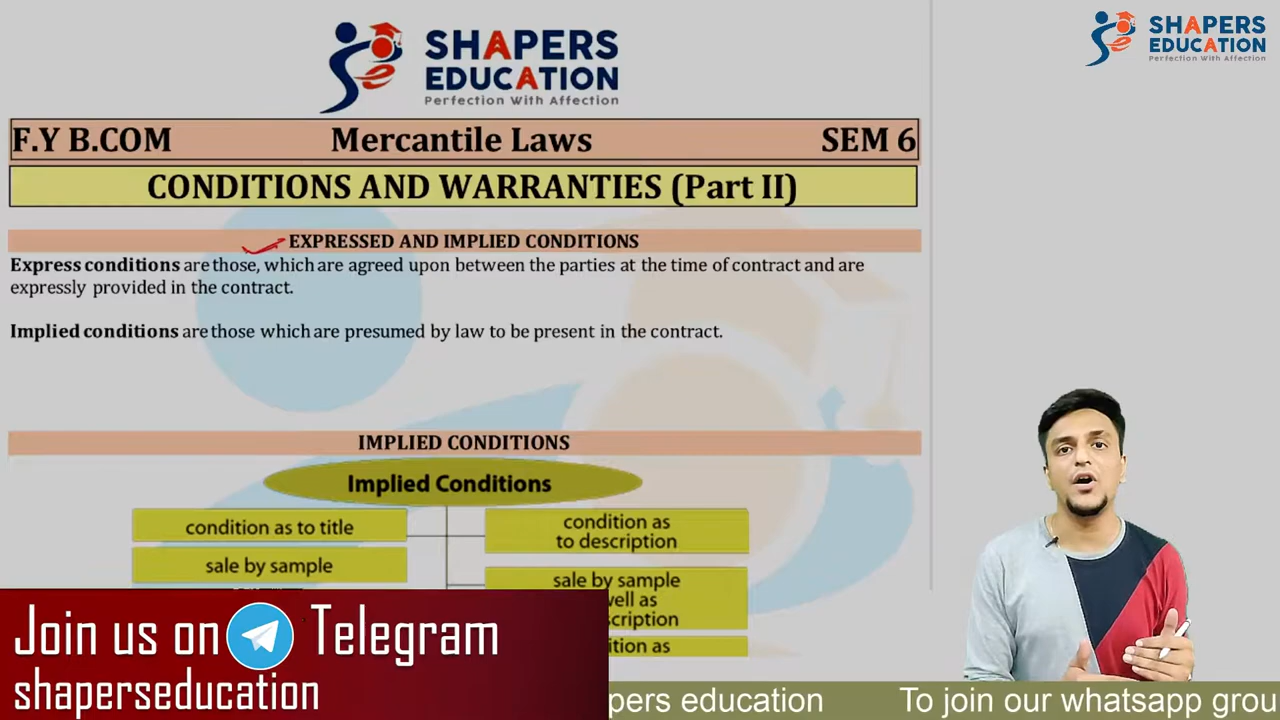 SHAPERS
EDUCATION
Perfection With Affection
SHAPERS
EDUCATION
Perfection With Affection
F.Y B.COM Mercantile Laws SEM 6
CONDITIONS AND WARRANTIES (Part II)
EXPRESSED AND IMPLIED CONDITIONS
Express conditions are those, which are agreed upon between the parties at the time of contract and are
expressly provided in the contract.
Implied conditions are those which are presumed by law to be present in the contract.
IMPLIED CONDITIONS
Implied Conditions
condition as to title
condition as
to description
sale by sample
sale by sample
well as
scription
ition as
Join us on Telegram
shaperseducation
pers education To join our whatsapp grou